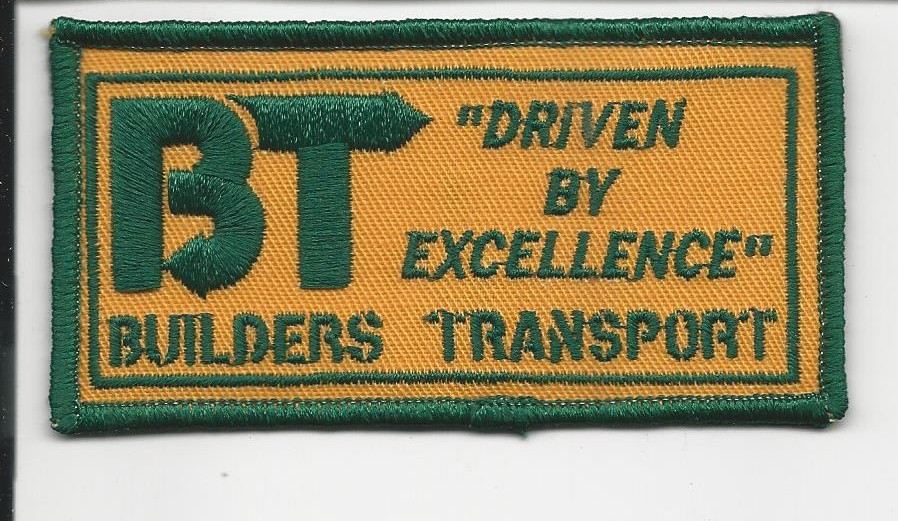 BT
"DRIVEN
BY
EXCELLENCE"
BUILDERS TRANSPORT